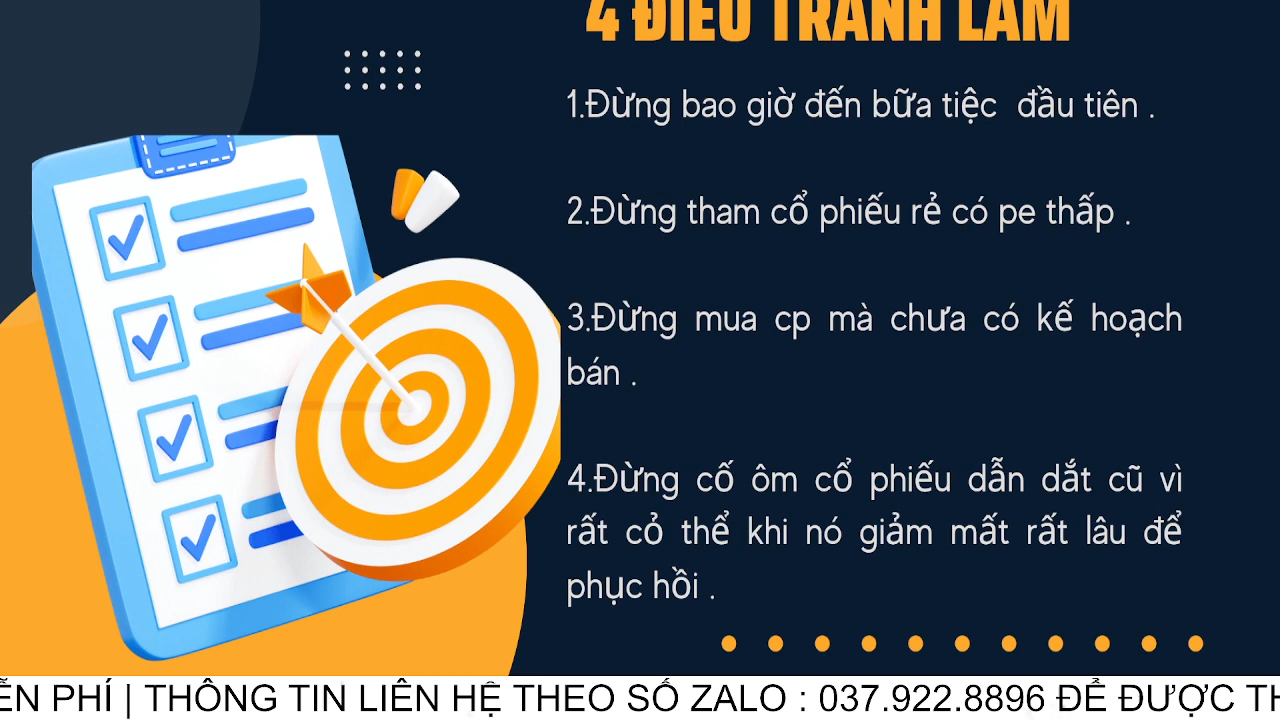 4 ĐIỀU TRÁNH LÀM
1.Đừng bao giờ đến bữa tiệc đầu tiên .
2.Đừng tham cổ phiếu rẻ có pe thấp .
3.Đừng mua cp mà chưa có kế hoạch
bán .
4.Đừng cố ôm cổ phiếu dẫn dắt cũ vì
rất cỏ thể khi nó giảm mất rất lâu để
phục hồi .
ỄN PHÍ | THÔNG TIN LIÊN HỆ THEO SỐ ZALO : 037.922.8896 ĐỂ ĐƯỢC TH